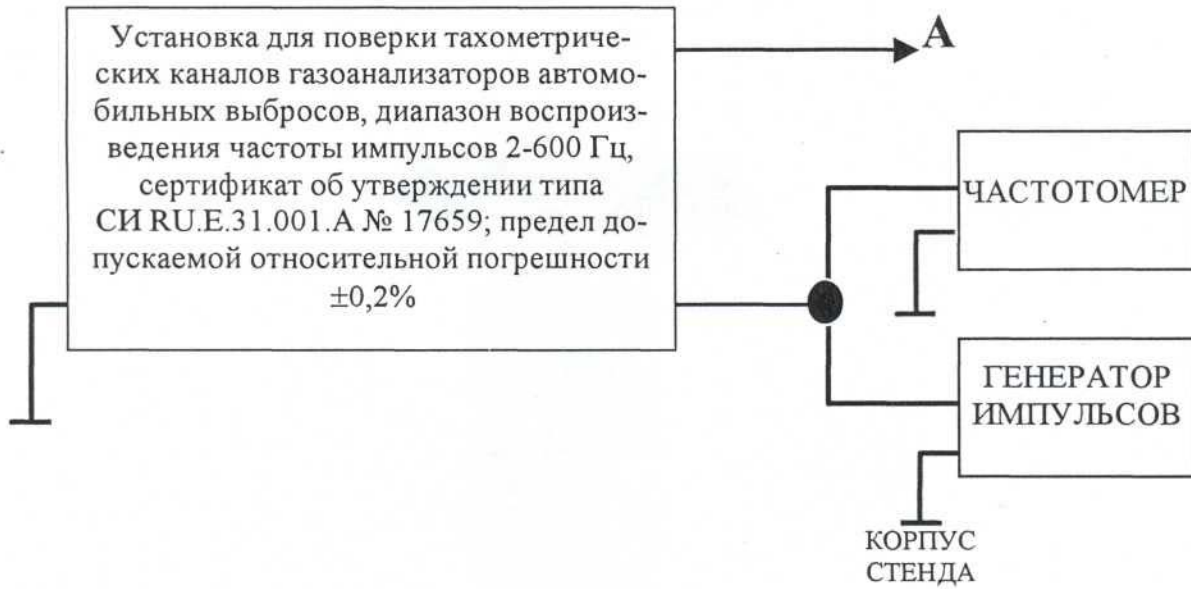 Установка для поверки тахометриче-
ских каналов газоанализаторов автомо-
бильных выбросов, диапазон воспроиз-
ведения частоты импульсов 2-600 Гц,
сертификат об утверждении типа
СИ RU.E.31.001.А № 17659; предел до-
пускаемой относительной погрешности
±0,2%
А
ЧАСТОТОМЕР
ГЕНЕРАТОР
ИМПУЛЬСОВ
КОРПУС
СТЕНДА